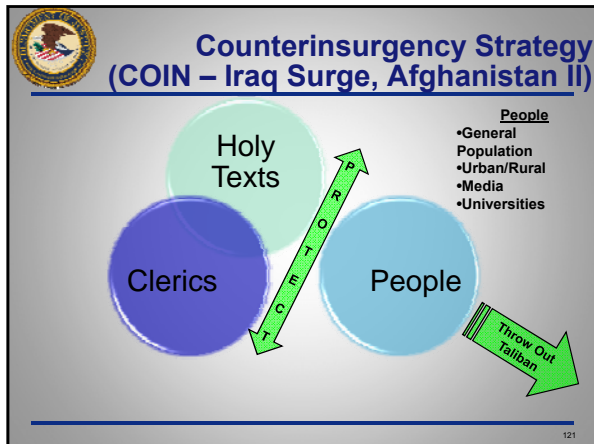 Counterinsurgency Strategy
(COIN – Iraq Surge, Afghanistan II)
People
•General
Population
•Urban/Rural
•Media
•Universities
Holy
Texts
PROTECT
Clerics
People
Throw Out
Taliban
121